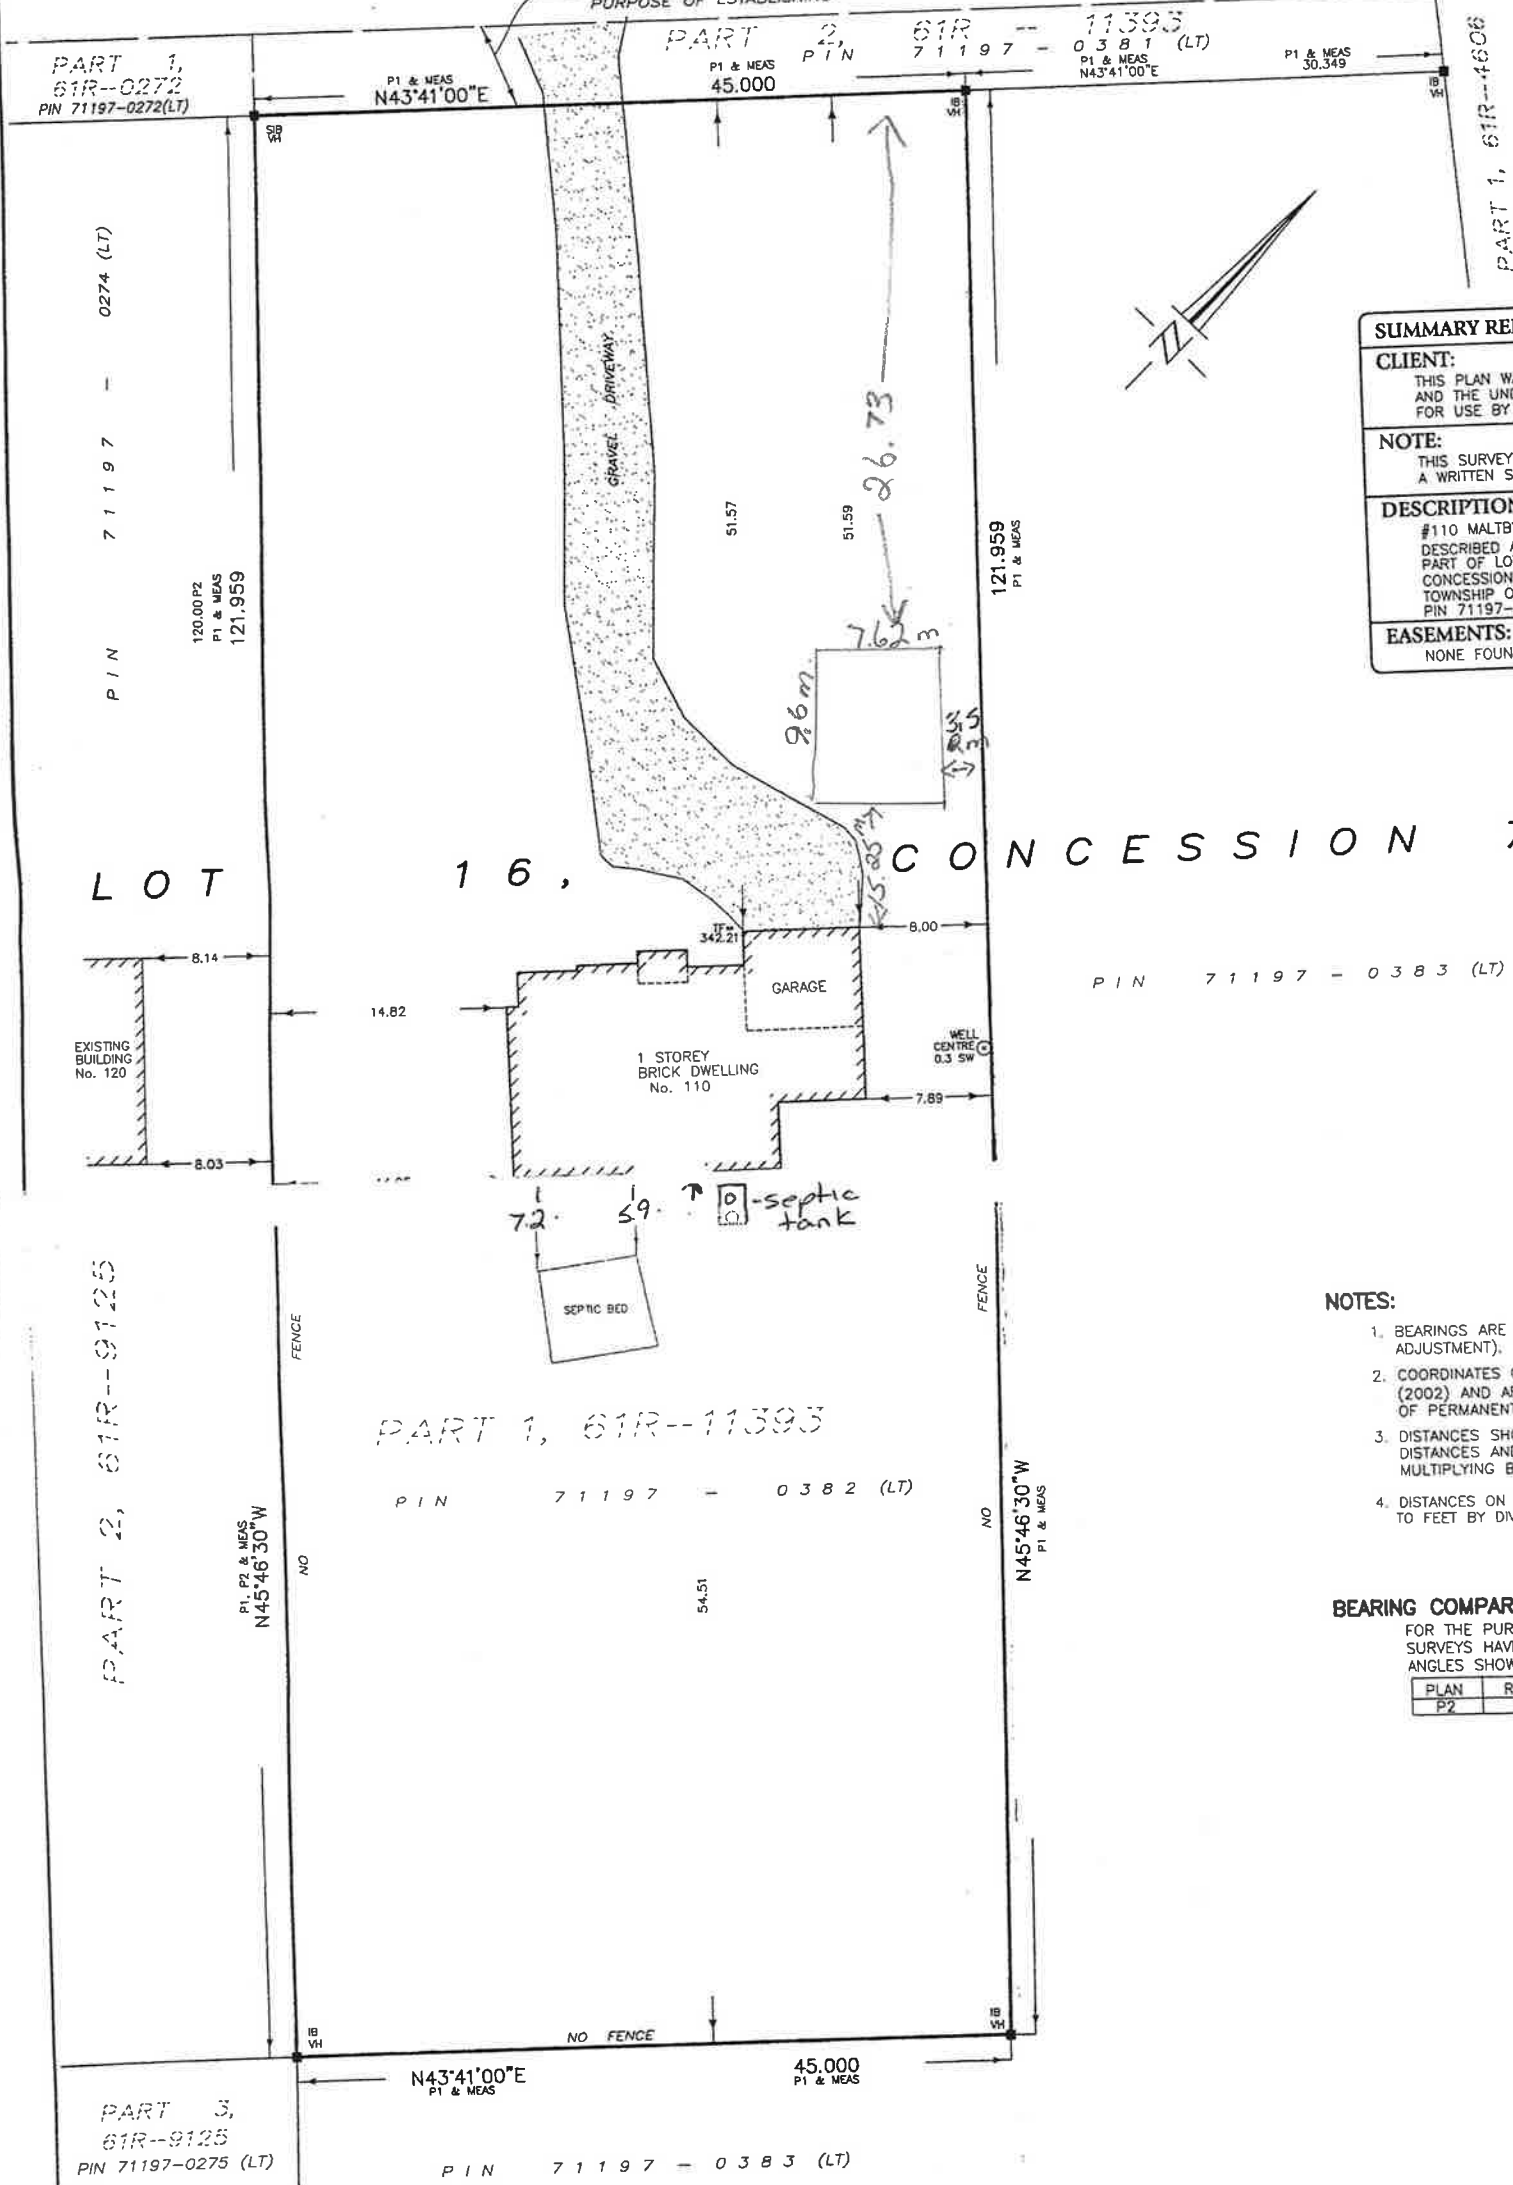 PURPOSE OF ESTABLISHING
PART 1,
61R--0272
PIN 71197-0272(LT)
PART 2, 61R -- 11393
PIN 71197 - 0381 (LT)
P1 & MEAS
N43°41'00"E
P1 & MEAS
45.000
P1 & MEAS
N43°41'00"E
P1 & MEAS
30.349
SIB
VH
IB
VH
IB
VH
PART 1, 61R--4606
PIN 71197 - 0274 (LT)
120.00 P2
P1 & MEAS
121.959
GRAVEL DRIVEWAY
51.57
51.59
26.73
121.959
P1 & MEAS
N
7.62 m
9.6 m
3.5
m
15.25 m
SUMMARY RE
CLIENT:
THIS PLAN W
AND THE UN
FOR USE BY
NOTE:
THIS SURVEY
A WRITTEN S
DESCRIPTION
#110 MALTB
DESCRIBED
PART OF LO
CONCESSION
TOWNSHIP O
PIN 71197-
EASEMENTS:
NONE FOUN
LOT 16, CONCESSION 7
TF=
342.21
8.00
8.14
14.82
GARAGE
PIN 71197 - 0383 (LT)
EXISTING
BUILDING
No. 120
1 STOREY
BRICK DWELLING
No. 110
WELL
CENTRE
0.3 SW
7.89
8.03
7.2
5.9
D -septic
tank
SEPTIC BED
FENCE
FENCE
PART 2, 61R--9125
PART 1, 61R--11393
PIN 71197 - 0382 (LT)
P1, P2 & MEAS
N45°46'30"W
NO
54.51
NO
N45°46'30"W
P1 & MEAS
NOTES:
1. BEARINGS ARE
ADJUSTMENT).
2. COORDINATES
(2002) AND A
OF PERMANENT
3. DISTANCES SH
DISTANCES AND
MULTIPLYING B
4. DISTANCES ON
TO FEET BY DI
BEARING COMPAR
FOR THE PUR
SURVEYS HAV
ANGLES SHOW
PLAN R
P2
IB
VH
NO FENCE
IB
VH
N43°41'00"E
P1 & MEAS
45.000
P1 & MEAS
PART 3,
61R--9125
PIN 71197-0275 (LT)
PIN 71197 - 0383 (LT)